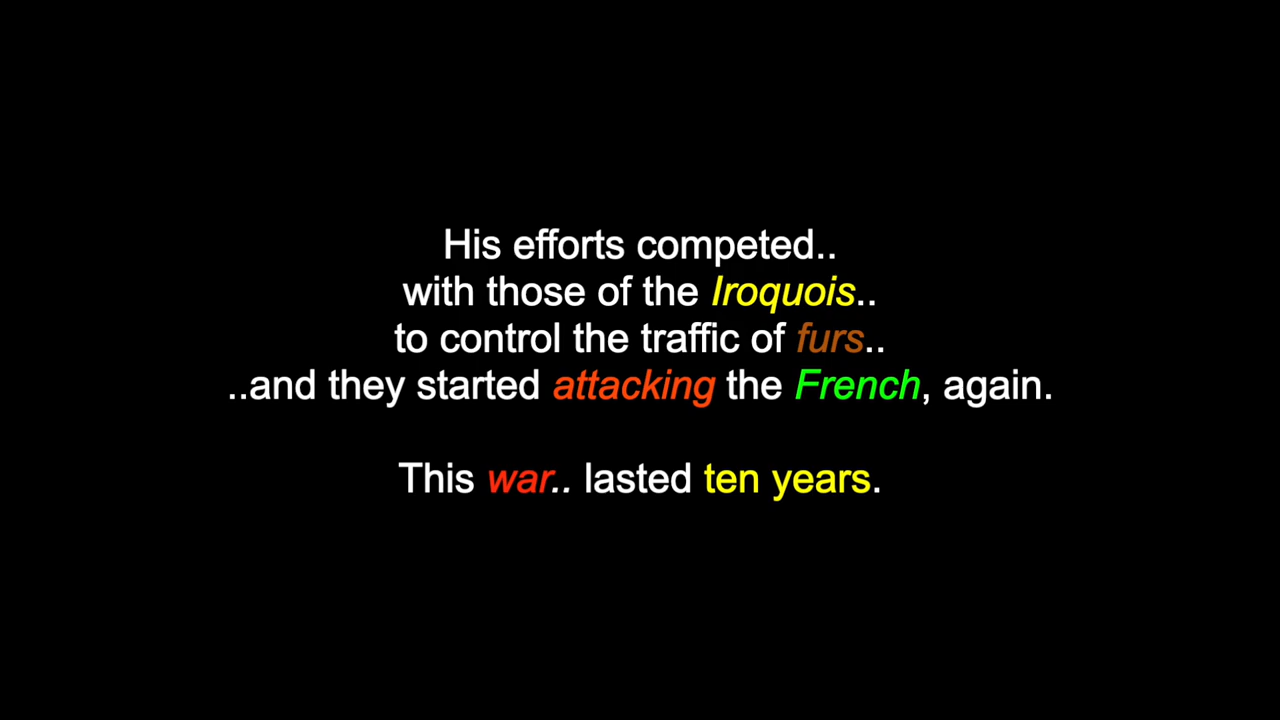 His efforts competed..
with those of the Iroquois..
to control the traffic of furs..
..and they started attacking the French, again.
This war.. lasted ten years.